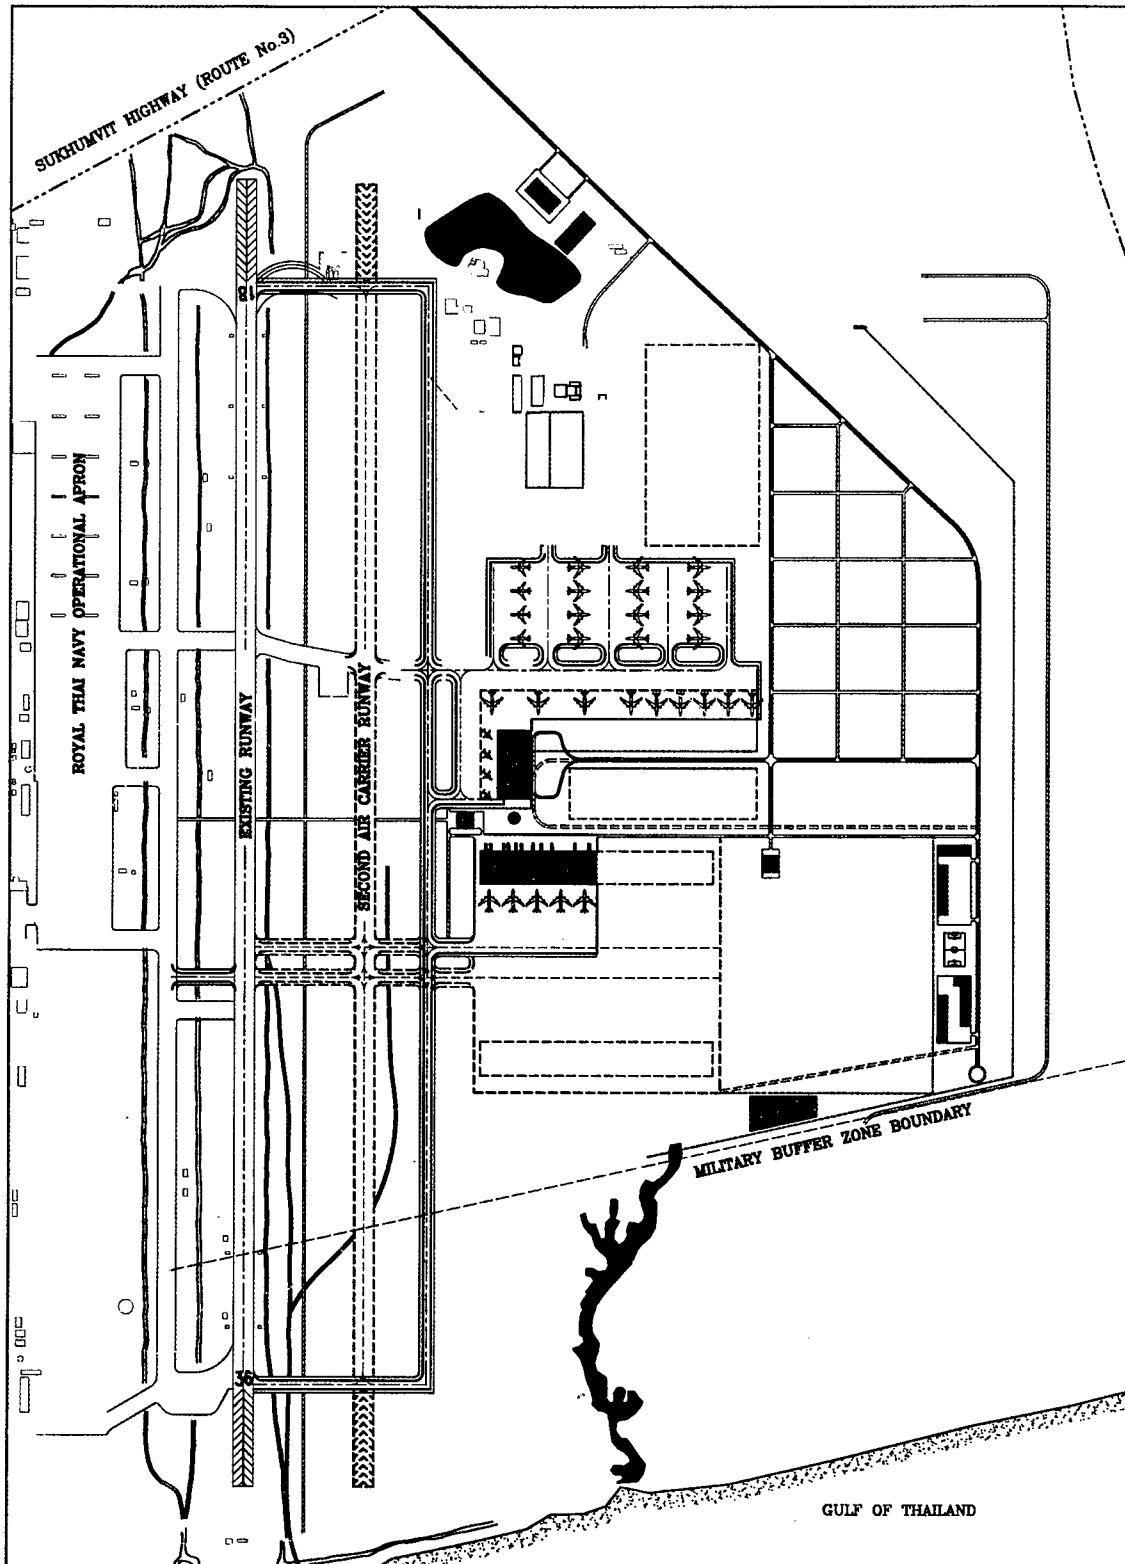 SUKHUMVIT HIGHWAY (ROUTE No.3)
18
ROYAL THAI NAVY OPERATIONAL APRON
EXISTING RUNWAY
SECOND AIR CARRIER RUNWAY
MILITARY BUFFER ZONE BOUNDARY
36
GULF OF THAILAND